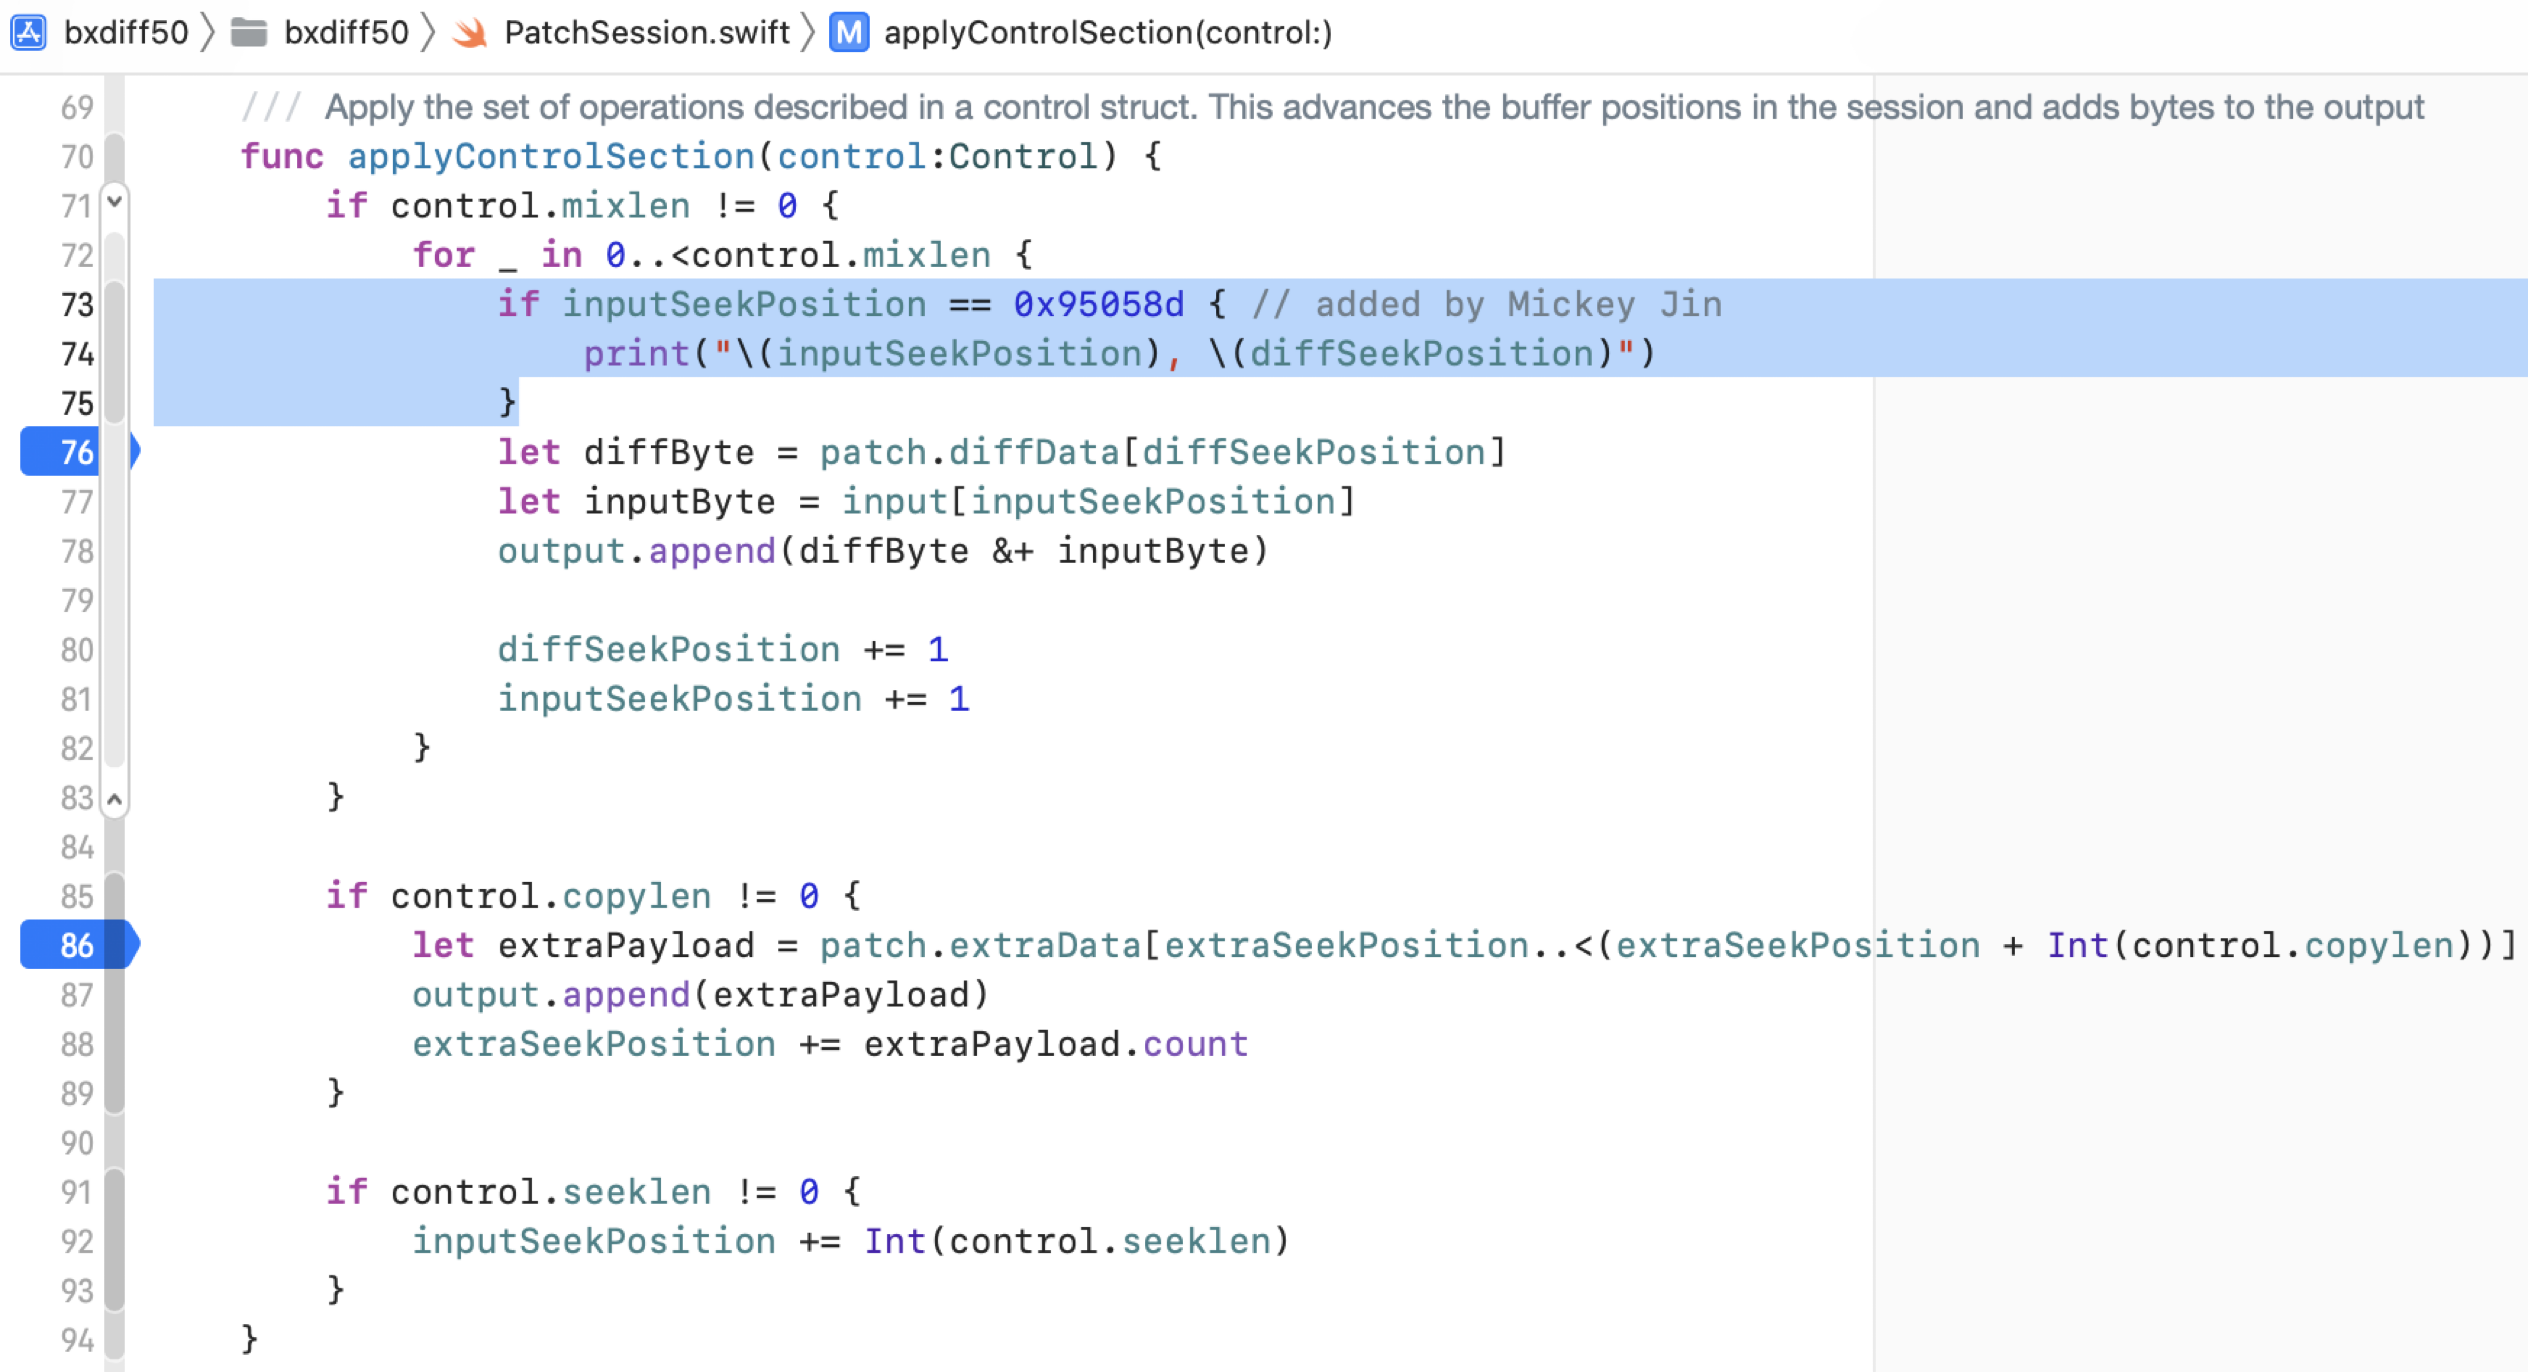 bxdiff50 〉 bxdiff50 〉 PatchSession.swift 〉 M applyControlSection(control:)
69 /// Apply the set of operations described in a control struct. This advances the buffer positions in the session and adds bytes to the output
70 func applyControlSection(control:Control) {
71 if control.mixlen != 0 {
72 for _ in 0..<control.mixlen {
73 if inputSeekPosition == 0x95058d { // added by Mickey Jin
74 print("\(inputSeekPosition), \(diffSeekPosition)")
75 }
76 let diffByte = patch.diffData[diffSeekPosition]
77 let inputByte = input[inputSeekPosition]
78 output.append(diffByte &+ inputByte)
79
80 diffSeekPosition += 1
81 inputSeekPosition += 1
82 }
83 }
84
85 if control.copylen != 0 {
86 let extraPayload = patch.extraData[extraSeekPosition..<(extraSeekPosition + Int(control.copylen))]
87 output.append(extraPayload)
88 extraSeekPosition += extraPayload.count
89 }
90
91 if control.seeklen != 0 {
92 inputSeekPosition += Int(control.seeklen)
93 }
94 }